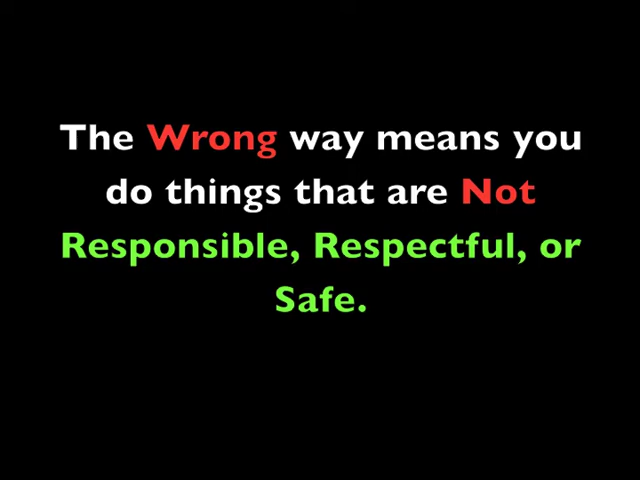 The Wrong way means you
do things that are Not
Responsible, Respectful, or
Safe.